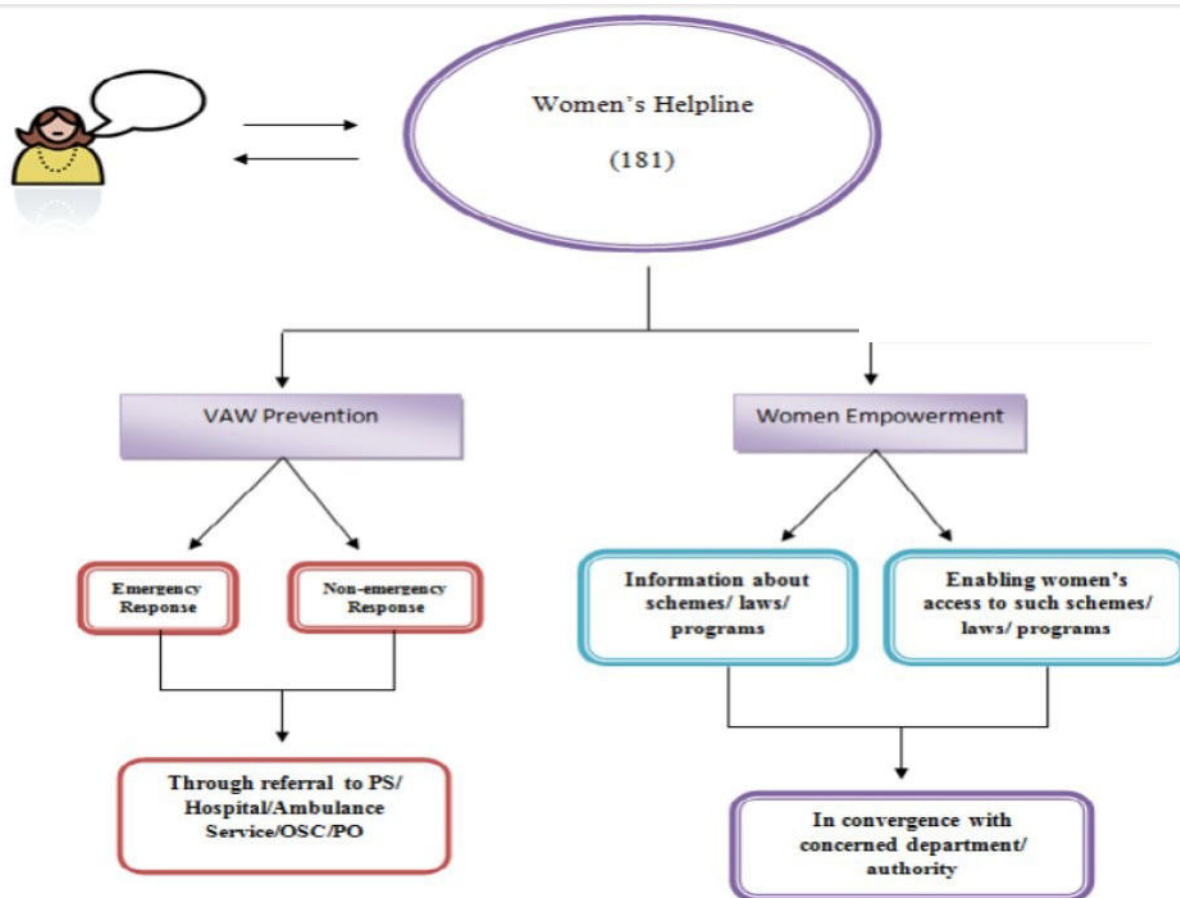 Women’s Helpline
(181)
VAW Prevention
Women Empowerment
Emergency
Response
Non-emergency
Response
Information about
schemes/ laws/
programs
Enabling women’s
access to such schemes/
laws/ programs
Through referral to PS/
Hospital/Ambulance
Service/OSC/PO
In convergence with
concerned department/
authority